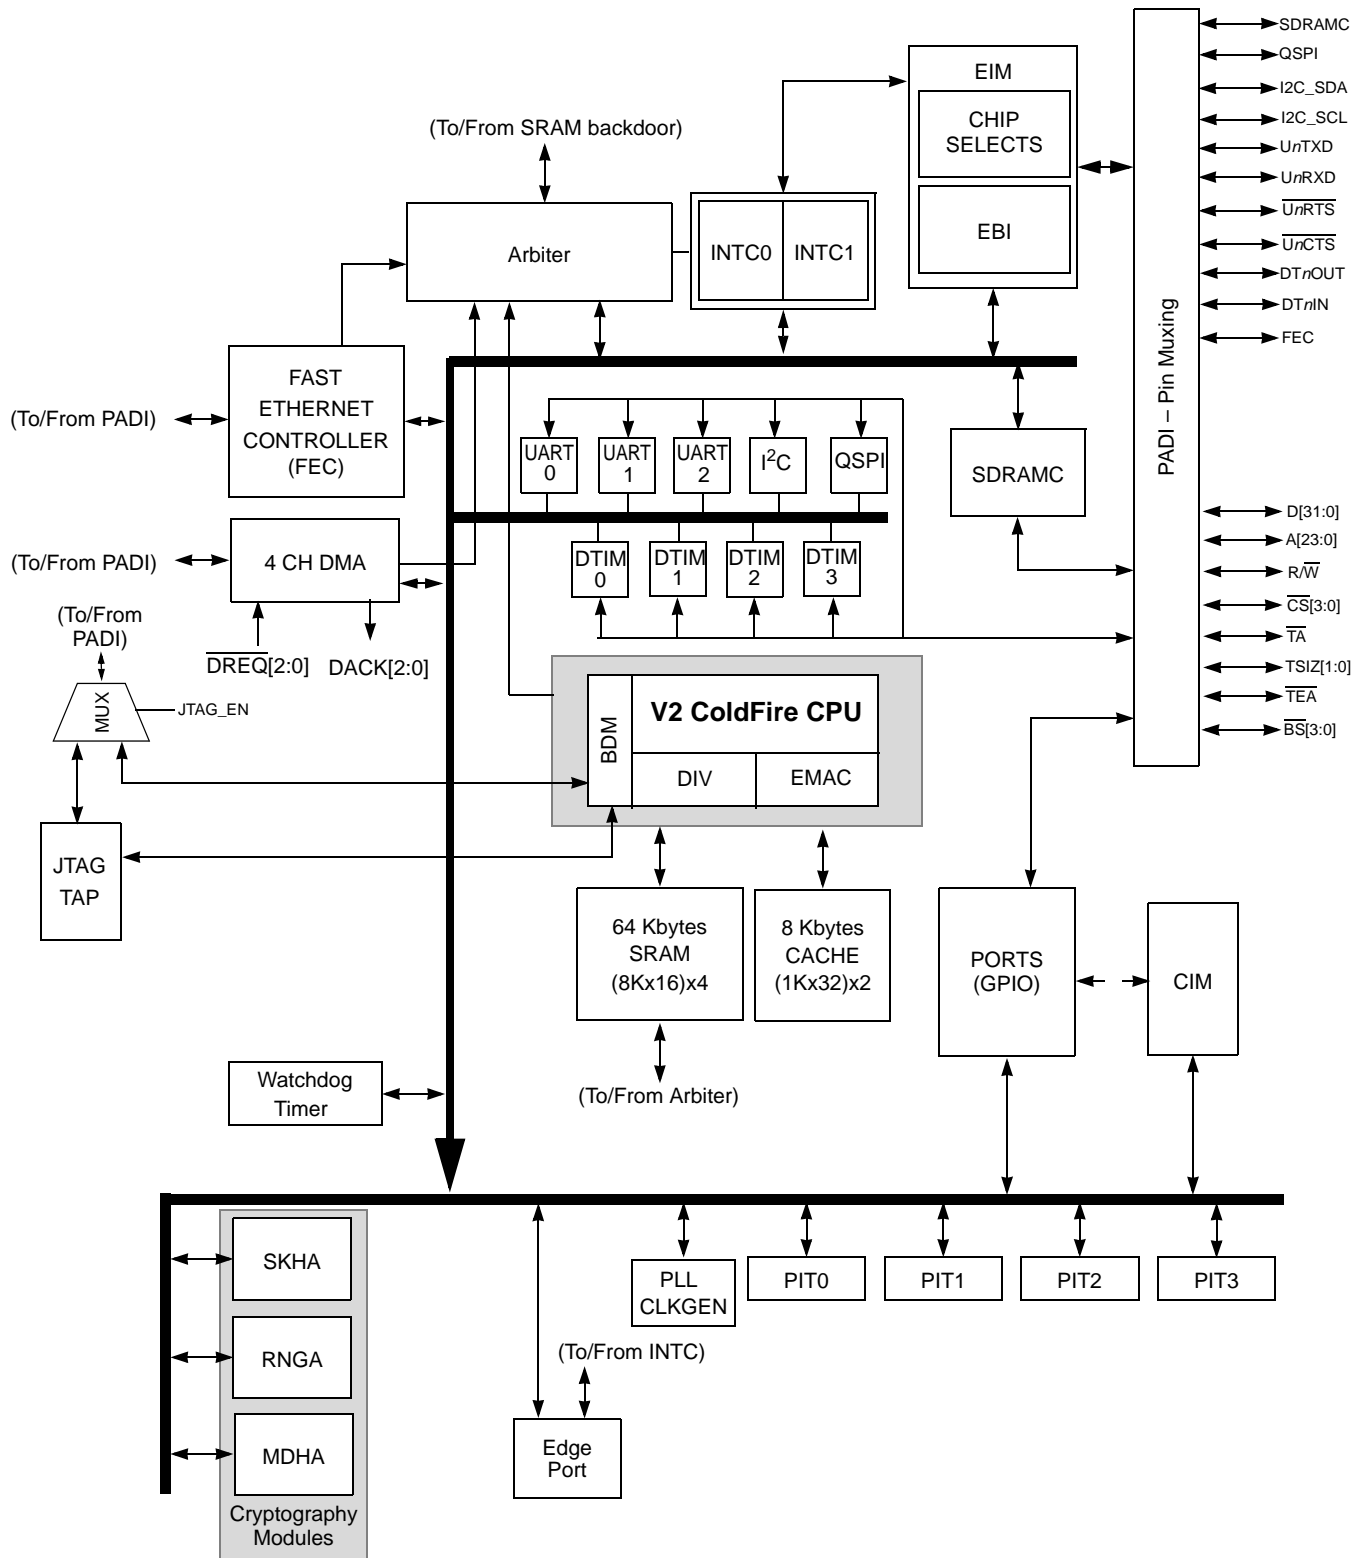 SDRAMC
QSPI
I2C_SDA
I2C_SCL
UnTXD
UnRXD
UnRTS
UnCTS
DTnOUT
DTnIN
FEC
EIM
CHIP
SELECTS
EBI
(To/From SRAM backdoor)
Arbiter
INTC0
INTC1
PADI – Pin Muxing
FAST
ETHERNET
CONTROLLER
(FEC)
(To/From PADI)
UART
0
UART
1
UART
2
I²C
QSPI
SDRAMC
4 CH DMA
(To/From PADI)
DTIM
0
DTIM
1
DTIM
2
DTIM
3
D[31:0]
A[23:0]
R/W
CS[3:0]
TA
TSIZ[1:0]
TEA
BS[3:0]
(To/From
PADI)
DREQ[2:0]
DACK[2:0]
MUX
JTAG_EN
BDM
V2 ColdFire CPU
DIV
EMAC
JTAG
TAP
64 Kbytes
SRAM
(8Kx16)x4
8 Kbytes
CACHE
(1Kx32)x2
PORTS
(GPIO)
CIM
Watchdog
Timer
(To/From Arbiter)
SKHA
RNGA
MDHA
Cryptography
Modules
PLL
CLKGEN
PIT0
PIT1
PIT2
PIT3
(To/From INTC)
Edge
Port